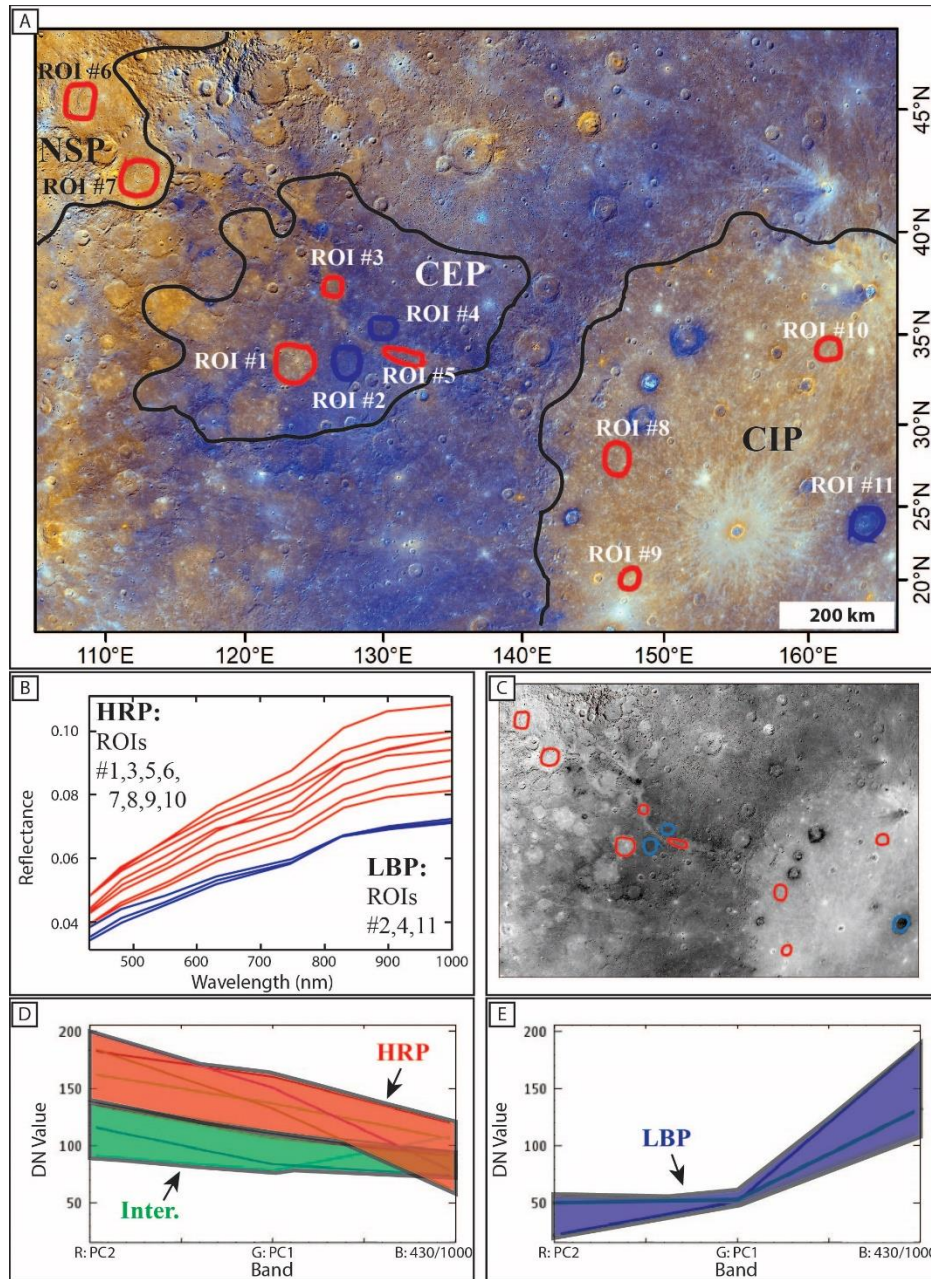 A
ROI #6
NSP
ROI #7
ROI #3
CEP
ROI #4
ROI #1
ROI #5
ROI #2
ROI #10
ROI #8
CIP
ROI #11
ROI #9
200 km
45°N
40°N
35°N
30°N
25°N
20°N
110°E 120°E 130°E 140°E 150°E 160°E
B
HRP:
ROIs
#1,3,5,6,
7,8,9,10
LBP:
ROIs
#2,4,11
Reflectance
0.10
0.08
0.06
0.04
500 600 700 800 900 1000
Wavelength (nm)
C
D
HRP
Inter.
DN Value
200
150
100
50
R: PC2 G: PC1 B: 430/1000
Band
E
LBP
DN Value
200
150
100
50
R: PC2 G: PC1 B: 430/1000
Band